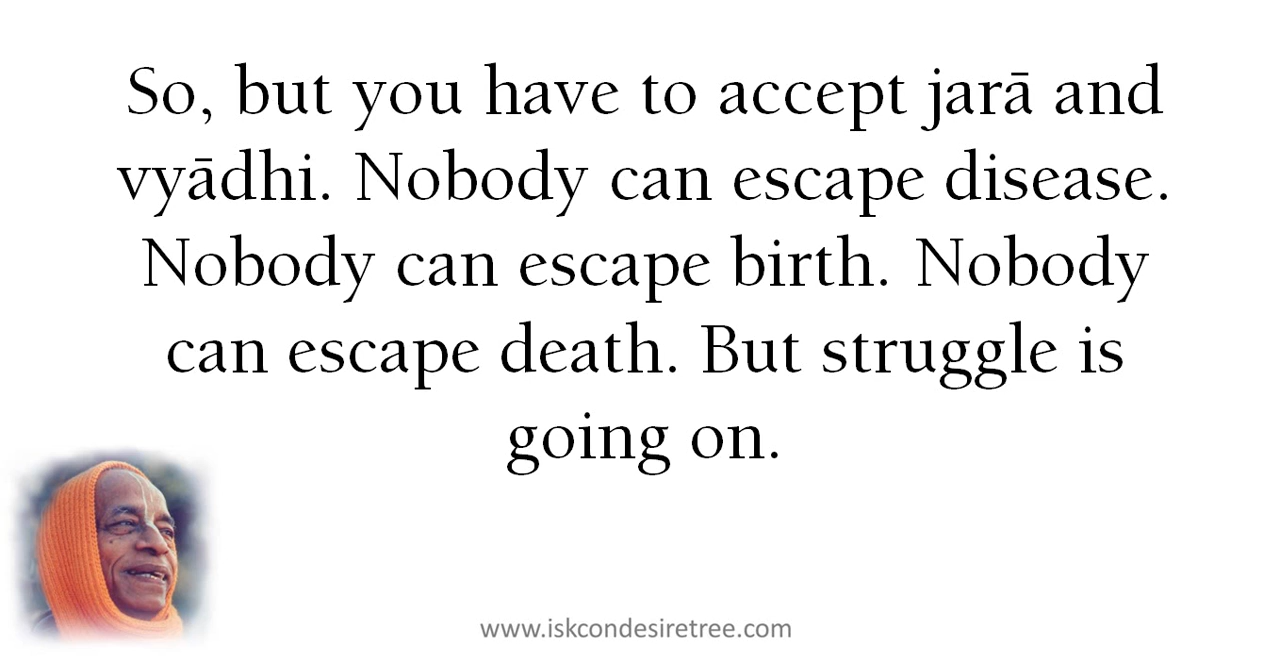 So, but you have to accept jarā and
vyādhi. Nobody can escape disease.
Nobody can escape birth. Nobody
can escape death. But struggle is
going on.
www.iskcondesiretree.com